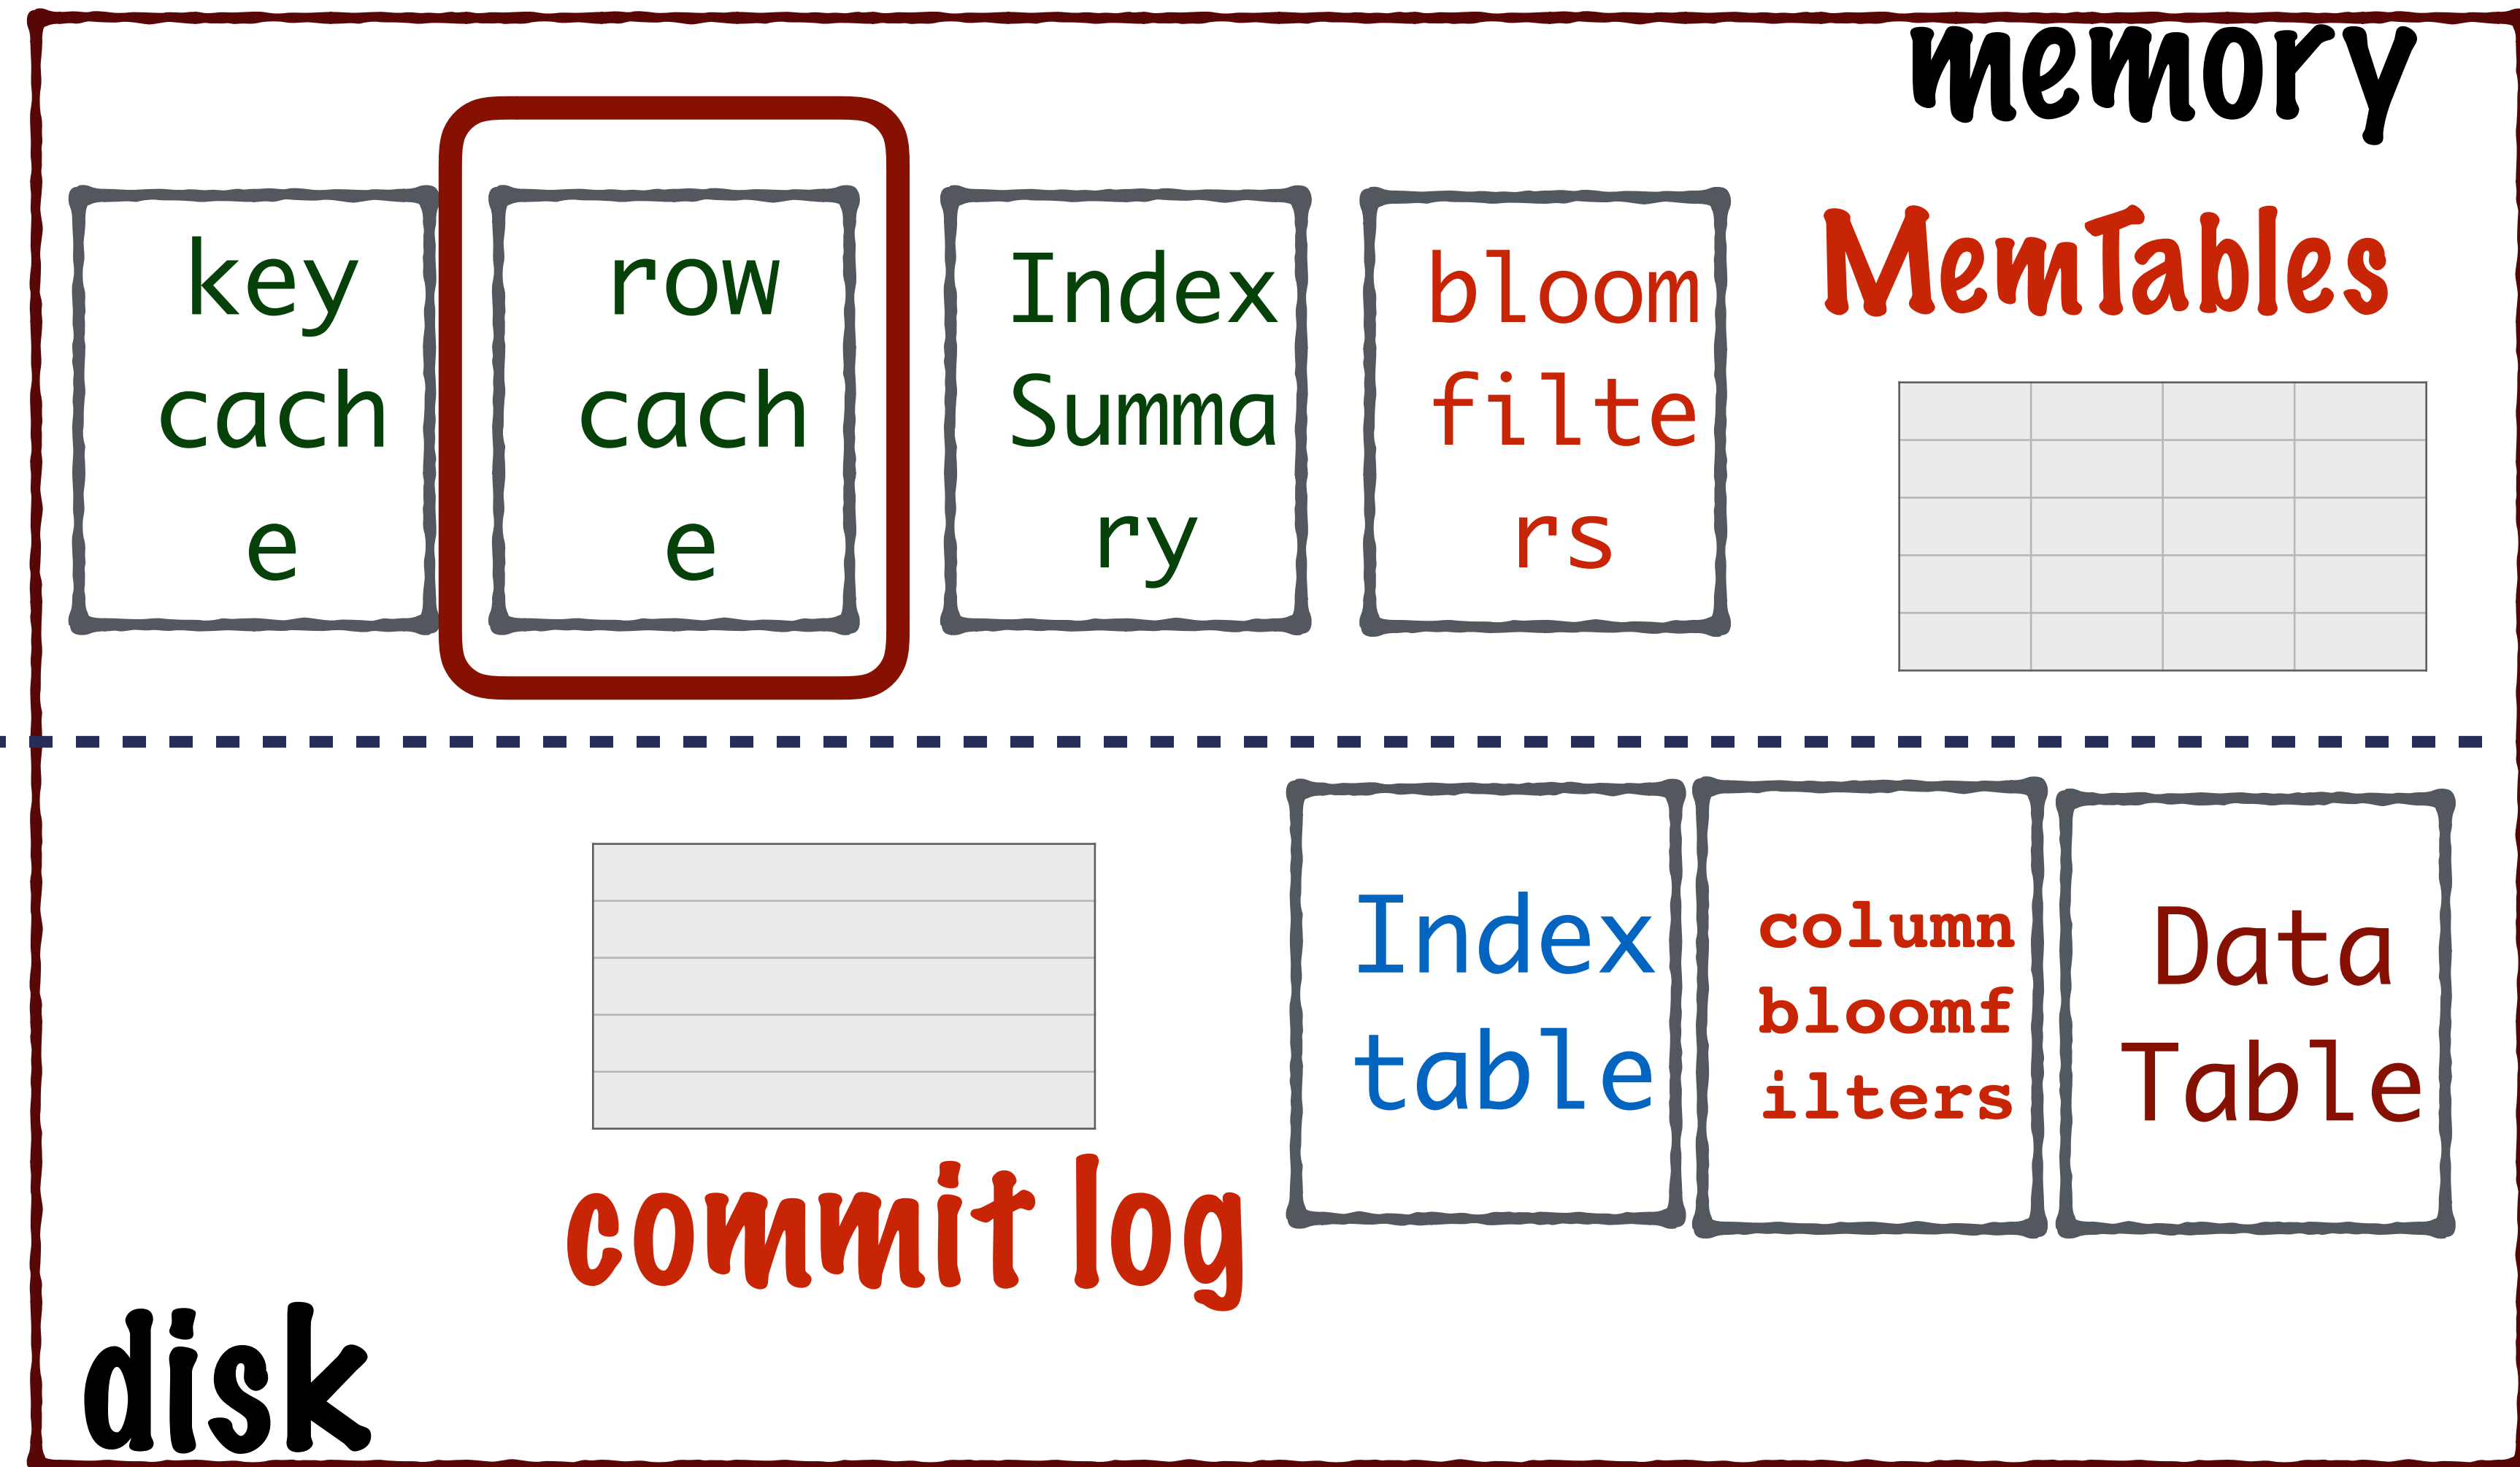 memory
key
cach
e
row
cach
e
Index
Summa
ry
bloom
filte
rs
MemTables
Index
table
column
bloomf
ilters
Data
Table
commit log
disk